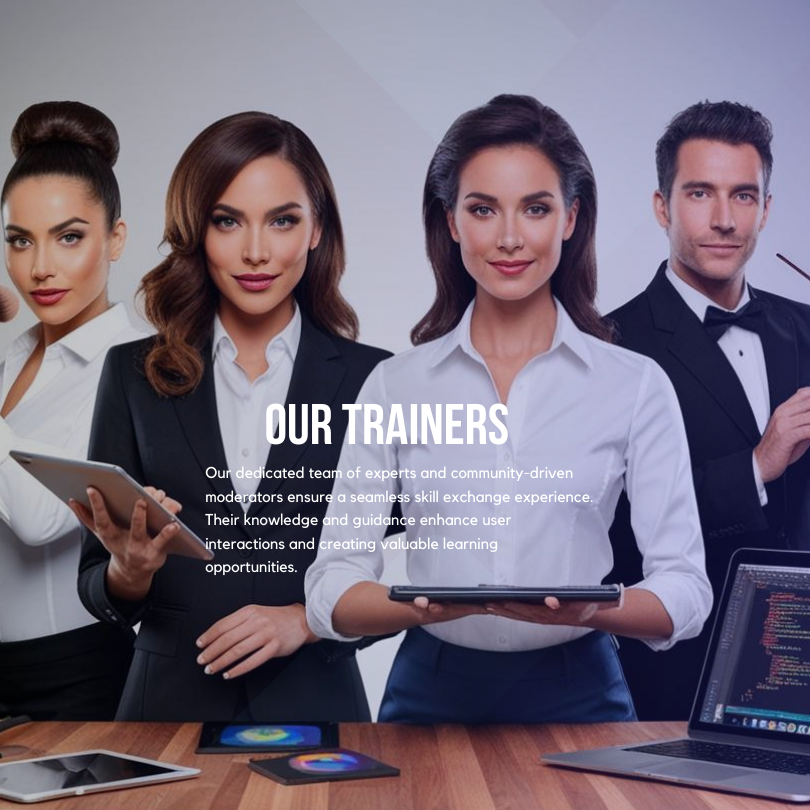 OUR TRAINERS
Our dedicated team of experts and community-driven
moderators ensure a seamless skill exchange experience.
Their knowledge and guidance enhance user
interactions and creating valuable learning
opportunities.